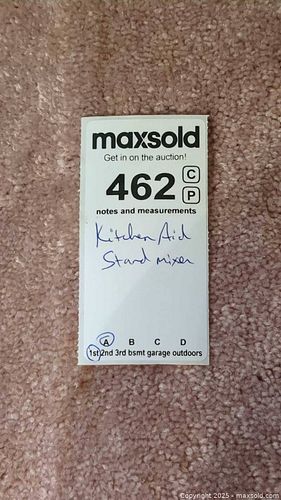 maxsold
Get in on the auction!
462 C
P
notes and measurements
Kitchen Aid
Stand mixer
A B C D
1st 2nd 3rd bsmt garage outdoors
Copyright 2025 - maxsold.com